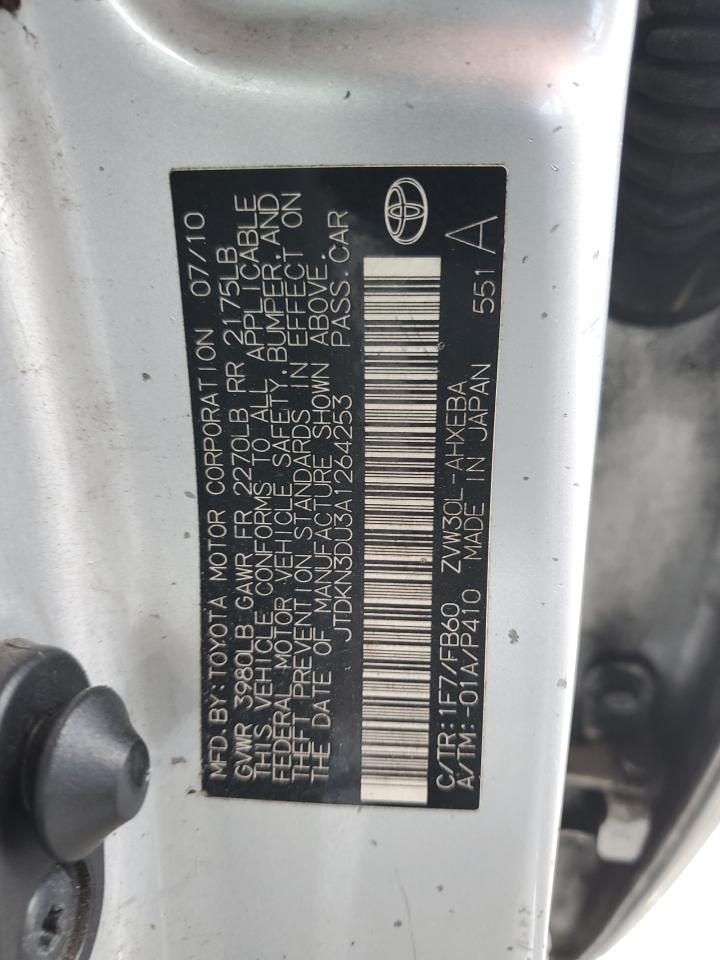 MFD.BY:TOYOTA MOTOR CORPORATION 07/10
GVWR 3980LB GAWR FR 2270LB RR 2175LB
THIS VEHICLE CONFORMS TO ALL APPLICABLE
FEDERAL MOTOR VEHICLE SAFETY,BUMPER,AND
THEFT PREVENTION STANDARDS IN EFFECT ON
THE DATE OF MANUFACTURE SHOWN ABOVE.
JTDKN3DU3A1264253 PASS.CAR
C/TR:1F7/FB60 ZVW30L-AHXEBA
A/TM:-01A/P410 MADE IN JAPAN 551 A